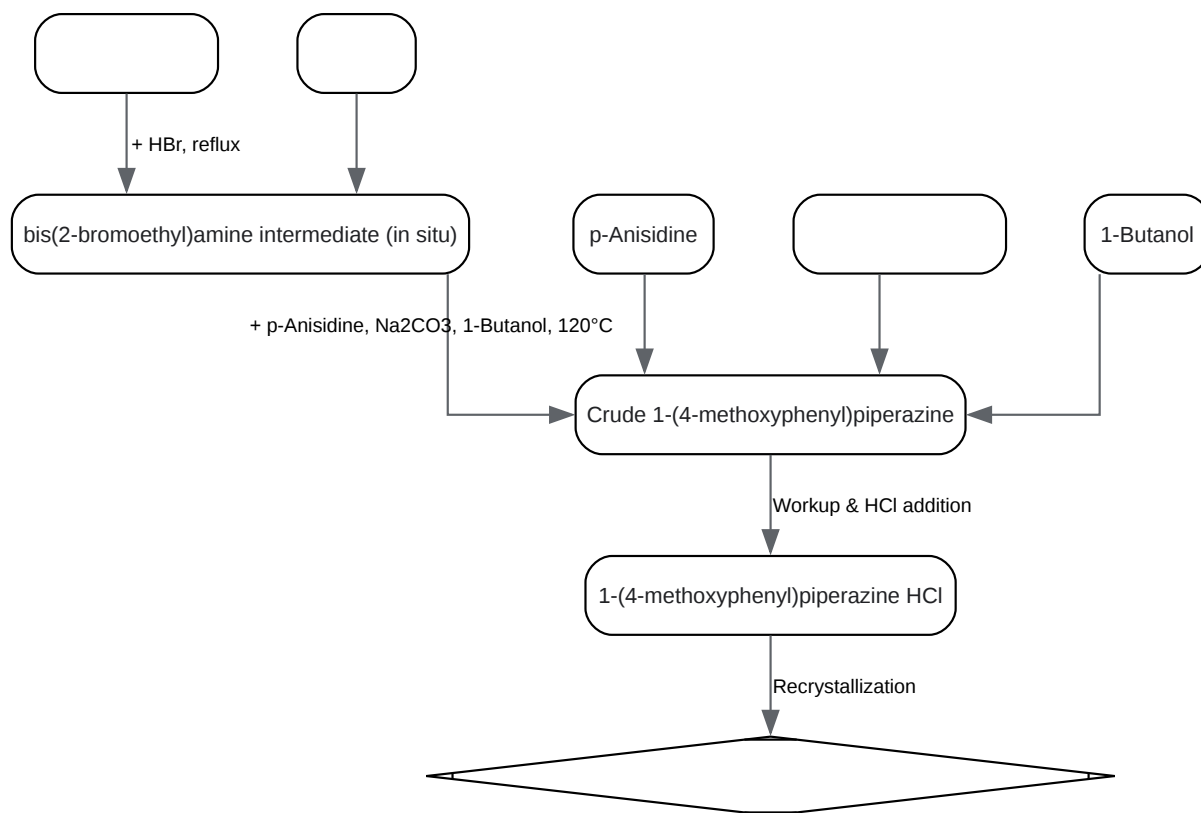 + HBr, reflux
bis(2-bromoethyl)amine intermediate (in situ)
p-Anisidine
1-Butanol
+ p-Anisidine, Na2CO3, 1-Butanol, 120°C
Crude 1-(4-methoxyphenyl)piperazine
Workup & HCl addition
1-(4-methoxyphenyl)piperazine HCl
Recrystallization